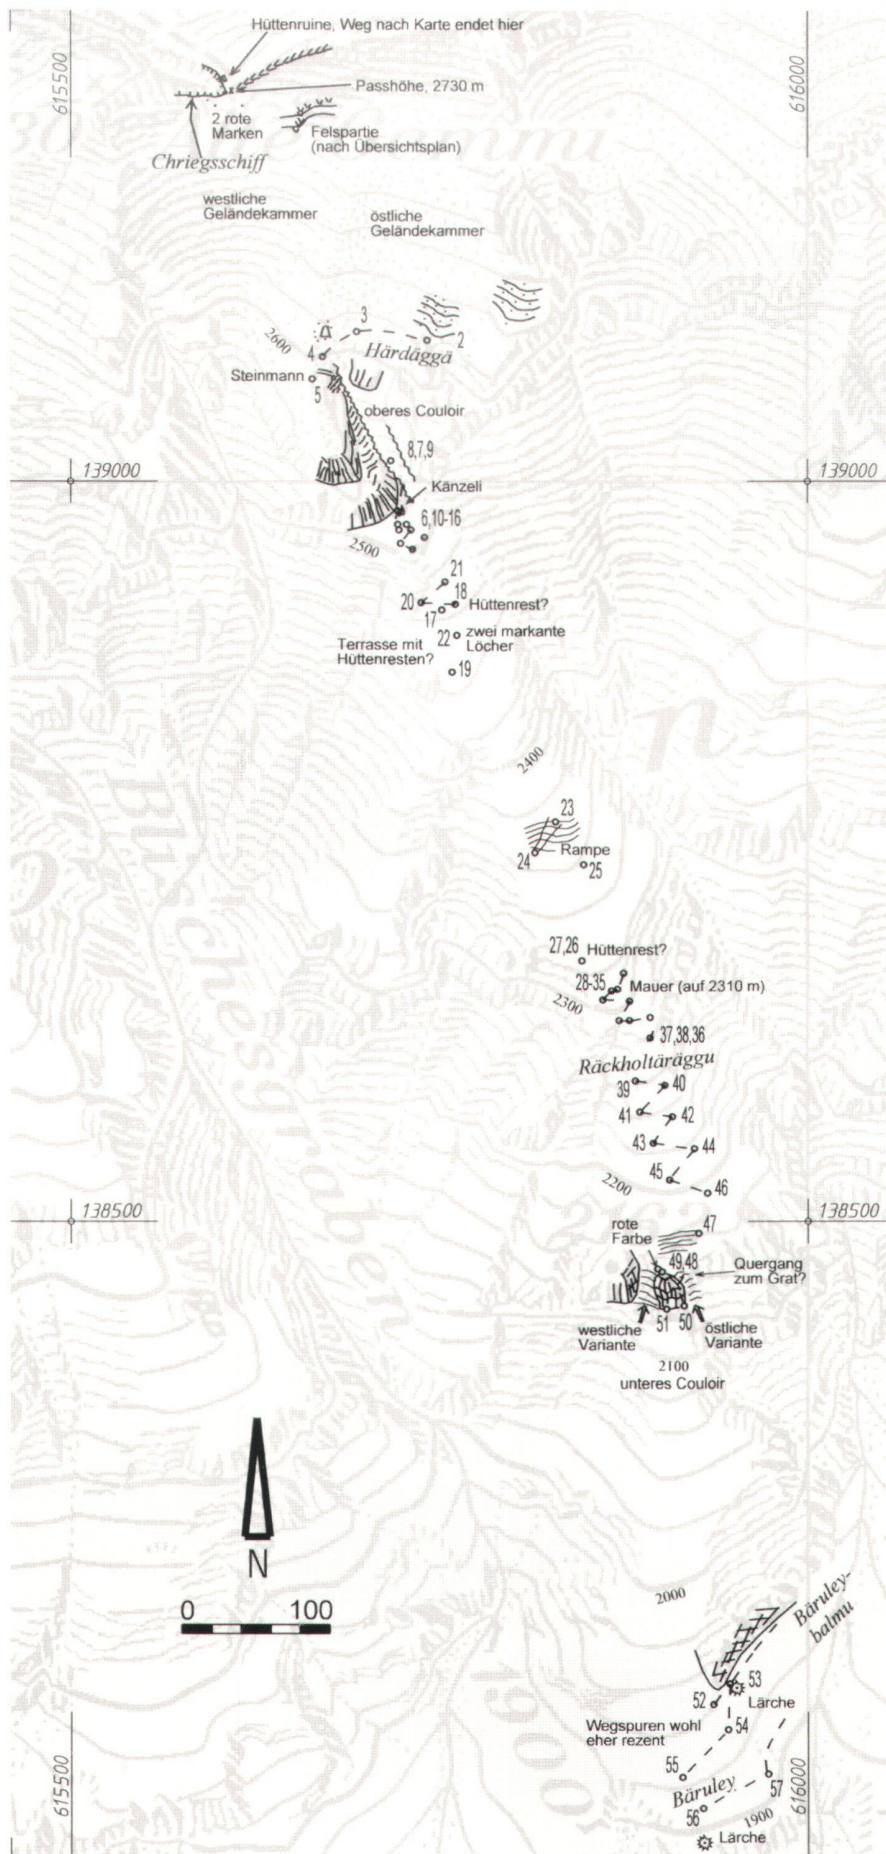 Hüttenruine, Weg nach Karte endet hier
615500
616000
Passhöhe, 2730 m
2 rote
Marken
Felspartie
(nach Übersichtsplan)
Chriegsschiff
westliche
Geländekammer
östliche
Geländekammer
3
2
2600
4
Härdäggä
Steinmann
5
oberes Couloir
8,7,9
139000
139000
Känzeli
6,10-16
2500
21
20
18
Hüttenrest?
17
22
zwei markante
Löcher
Terrasse mit
Hüttenresten?
19
n
2400
23
24
Rampe
25
27,26
Hüttenrest?
28-35
Mauer (auf 2310 m)
2300
37,38,36
Räckholtäräggu
39
40
41
42
43
44
45
2200
46
138500
138500
47
rote
Farbe
49,48
Quergang
zum Grat?
51
50
westliche
Variante
östliche
Variante
2100
unteres Couloir
N
0 100
2000
Bäruley-
balmu
53
52
Lärche
54
Wegspuren wohl
eher rezent
1900
55
57
Bäruley
56
1900
Lärche
615500
616000